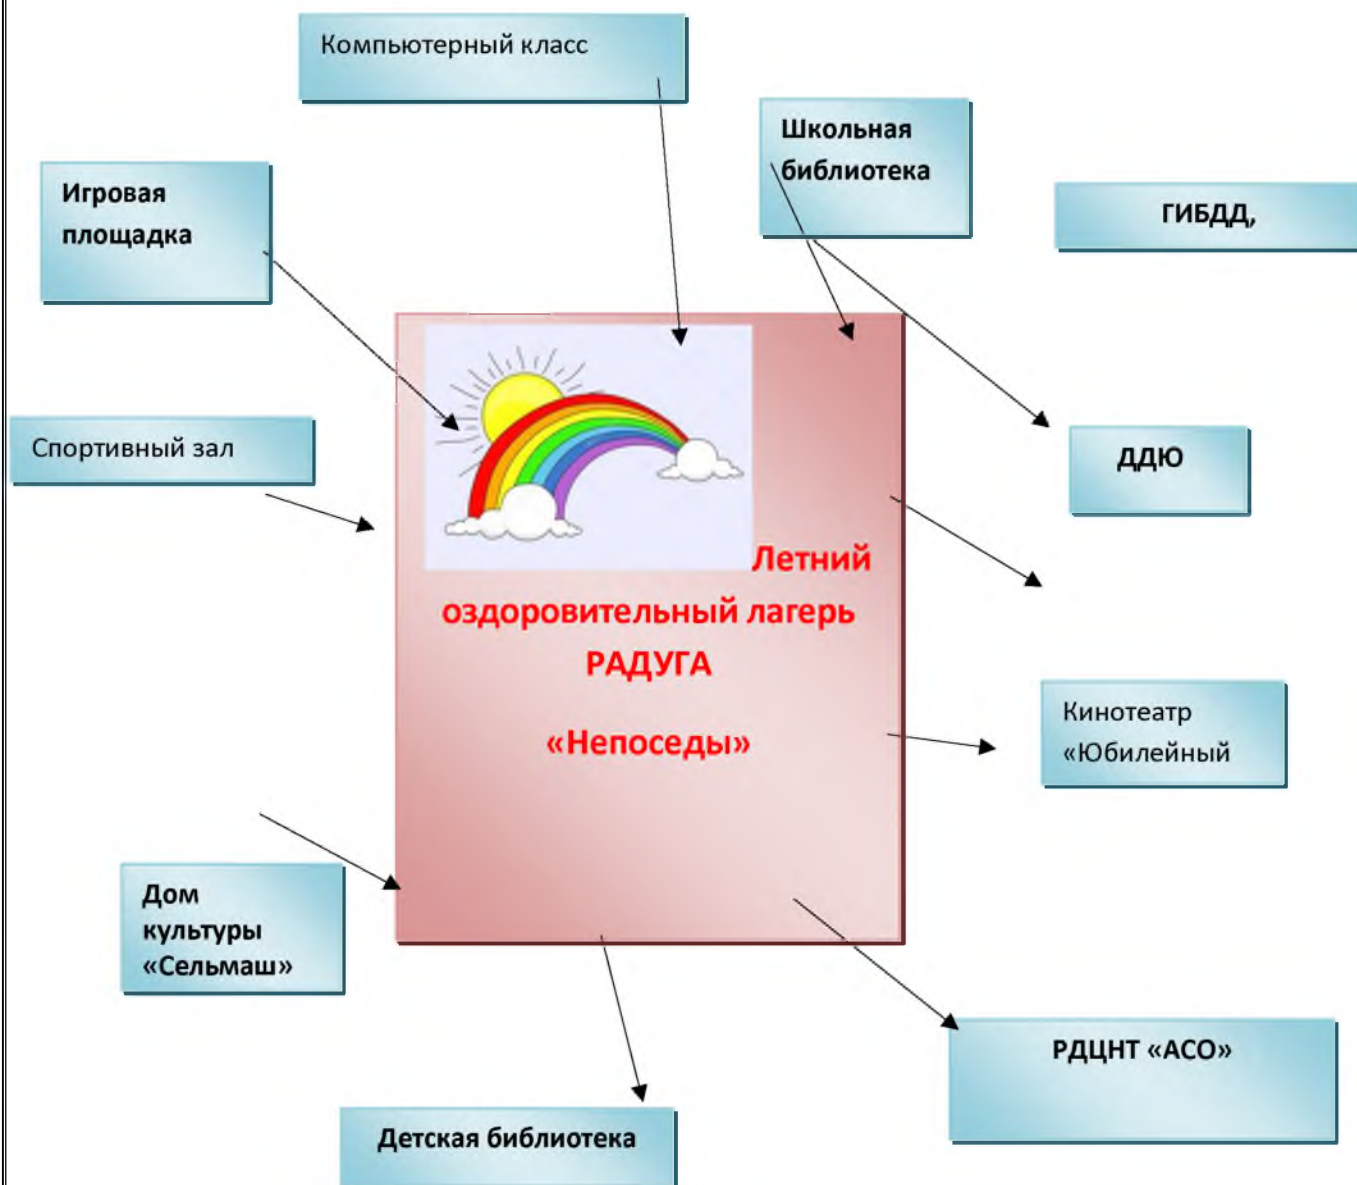 Компьютерный класс
Школьная
библиотека
Игровая
площадка
ГИБДД,
Спортивный зал
ДДЮ
Летний
оздоровительный лагерь
РАДУГА
«Непоседы»
Кинотеатр
«Юбилейный
Дом
культуры
«Сельмаш»
РДЦНТ «АСО»
Детская библиотека